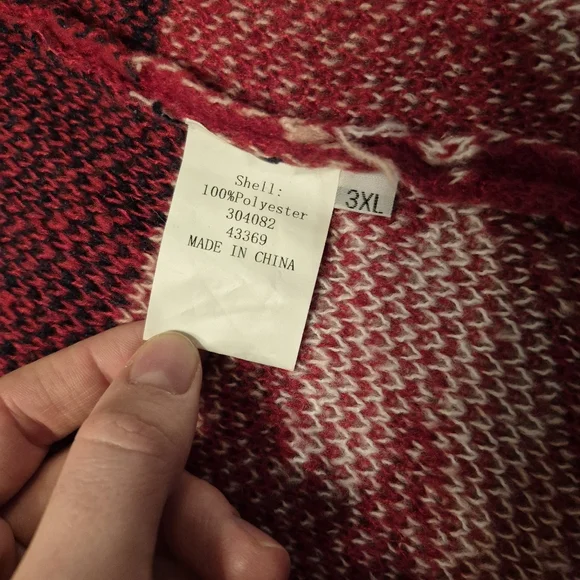 Shell:
100%Polyester
304082
43369
MADE IN CHINA
3XL